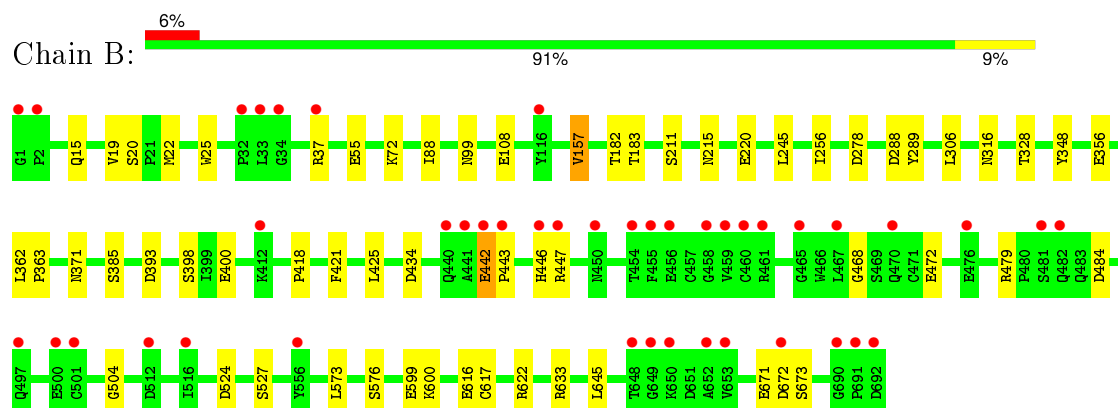 6%
Chain B:
91% 9%
G1 P2 Q15 V19 S20 P21 M22 W25 P32 L33 G34 R37 E55 K72 I88 N99 E108 Y116 V157 T182 T183 S211 N215 E220 L245 I256 D278 D288 Y289 L306 N316 T328 Y348 E356
L362 P363 N371 S385 D393 S398 I399 E400 K412 P418 F421 L425 D434 Q440 A441 E442 P443 H446 R447 N450 T454 F455 E456 C457 G458 V459 C460 R461 G465 W466 L467 G468 S469 Q470 C471 E472 E476 R479 P480 S481 Q482 Q483 D484
Q497 E500 C501 G504 D512 I516 D524 S527 Y556 L573 S576 E599 K600 E616 C617 R622 R633 L645 T648 G649 K650 D651 A652 V653 E671 D672 S673 G690 P691 D692